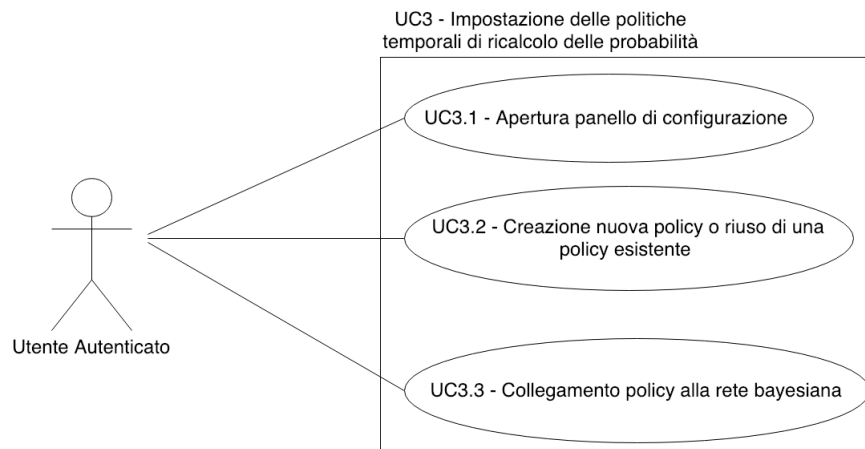 UC3 - Impostazione delle politiche
temporali di ricalcolo delle probabilità
UC3.1 - Apertura panello di configurazione
UC3.2 - Creazione nuova policy o riuso di una
policy esistente
Utente Autenticato
UC3.3 - Collegamento policy alla rete bayesiana